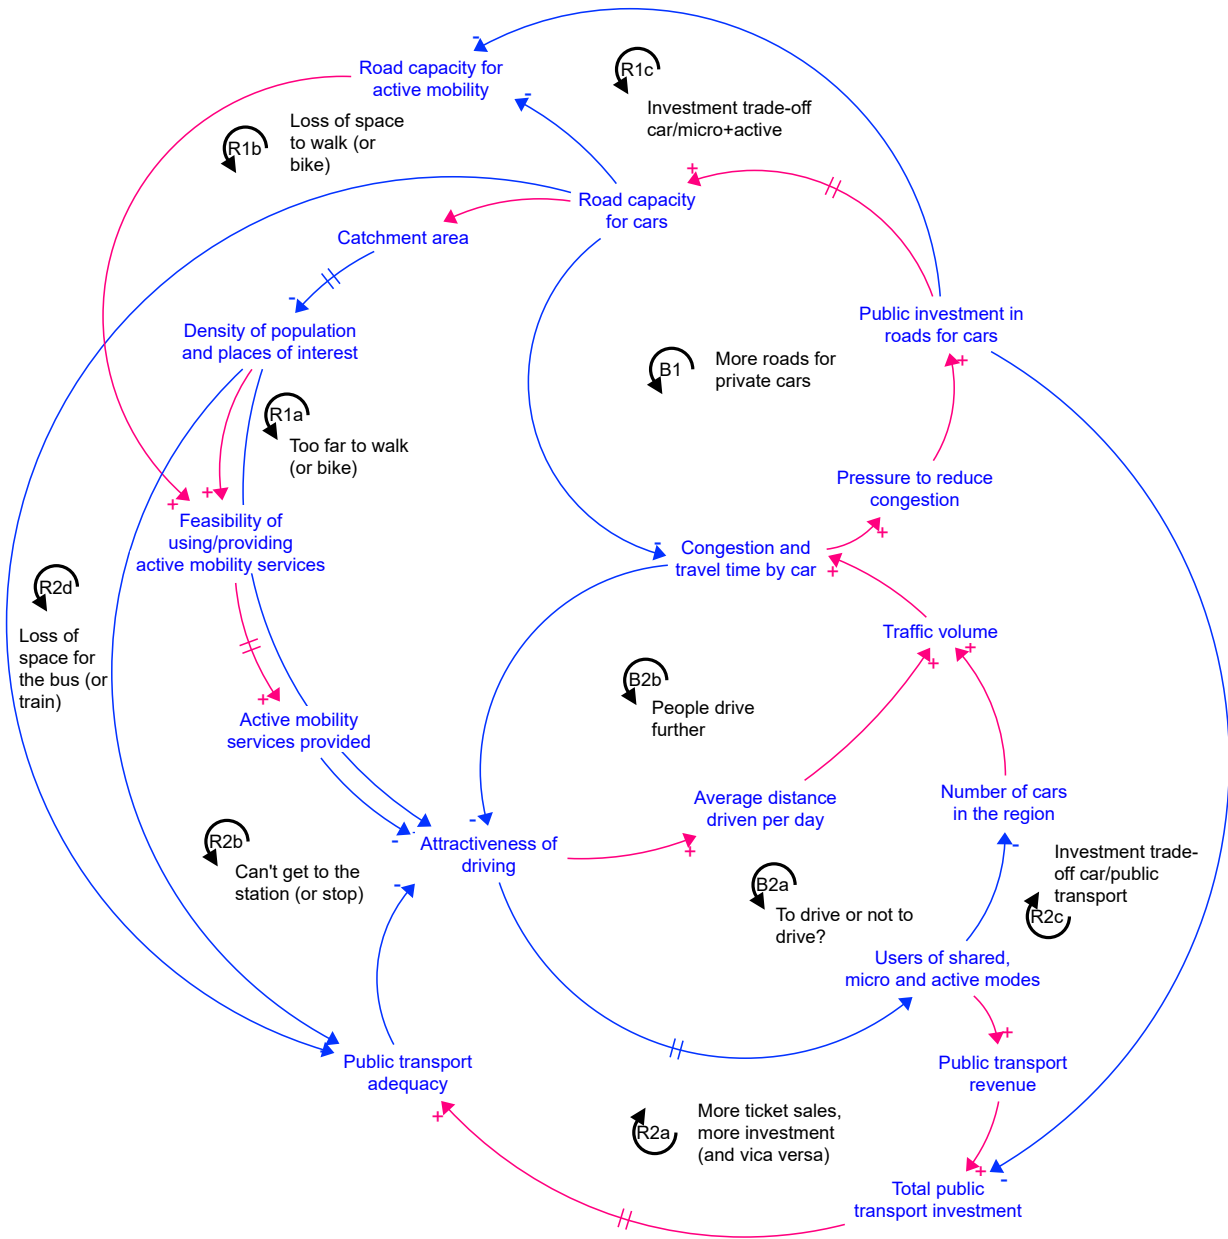 Road capacity for
active mobility
R1c
Investment trade-off
car/micro+active
R1b
Loss of space
to walk (or
bike)
Road capacity
for cars
Catchment area
Public investment in
roads for cars
Density of population
and places of interest
B1
More roads for
private cars
R1a
Too far to walk
(or bike)
Pressure to reduce
congestion
Feasibility of
using/providing
active mobility services
Congestion and
travel time by car
R2d
Loss of
space for
the bus (or
train)
Traffic volume
B2b
People drive
further
Active mobility
services provided
Average distance
driven per day
Number of cars
in the region
R2b
Can't get to the
station (or stop)
Attractiveness of
driving
Investment trade-
off car/public
transport
R2c
B2a
To drive or not to
drive?
Users of shared,
micro and active modes
Public transport
adequacy
Public transport
revenue
R2a
More ticket sales,
more investment
(and vica versa)
Total public
transport investment